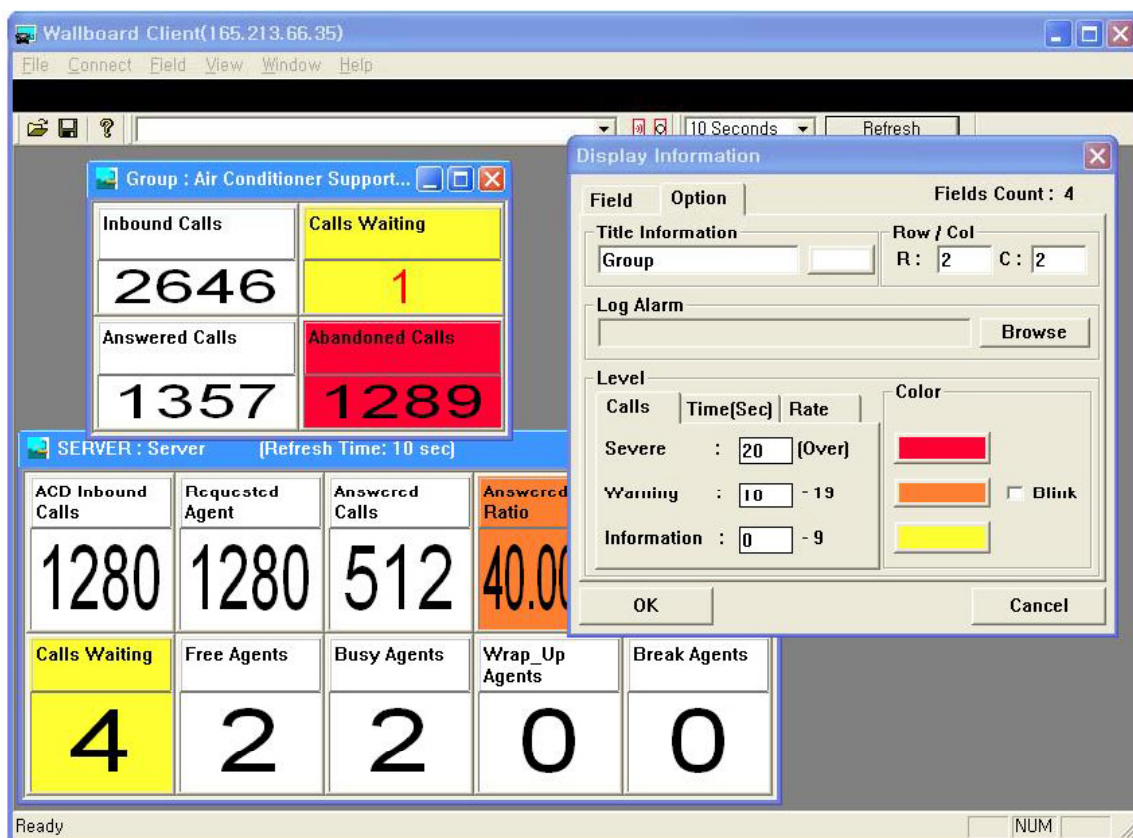 Wallboard Client(165.213.66.35)
File Connect Field View Window Help
10 Seconds Refresh
Group : Air Conditioner Support...
Inbound Calls Calls Waiting
2646 1
Answered Calls Abandoned Calls
1357 1289
Display Information
Field Option Fields Count : 4
Title Information Row / Col
Group R : 2 C : 2
Log Alarm
Browse
Level
Calls Time(Sec) Rate Color
Severe : 20 (Over)
Warning : 10 - 19 Blink
Information : 0 - 9
OK Cancel
SERVER : Server (Refresh Time: 10 sec)
ACD Inbound Calls Requested Agent Answered Calls Answered Ratio
1280 1280 512 40.00
Calls Waiting Free Agents Busy Agents Wrap_Up Agents Break Agents
4 2 2 0 0
Ready NUM